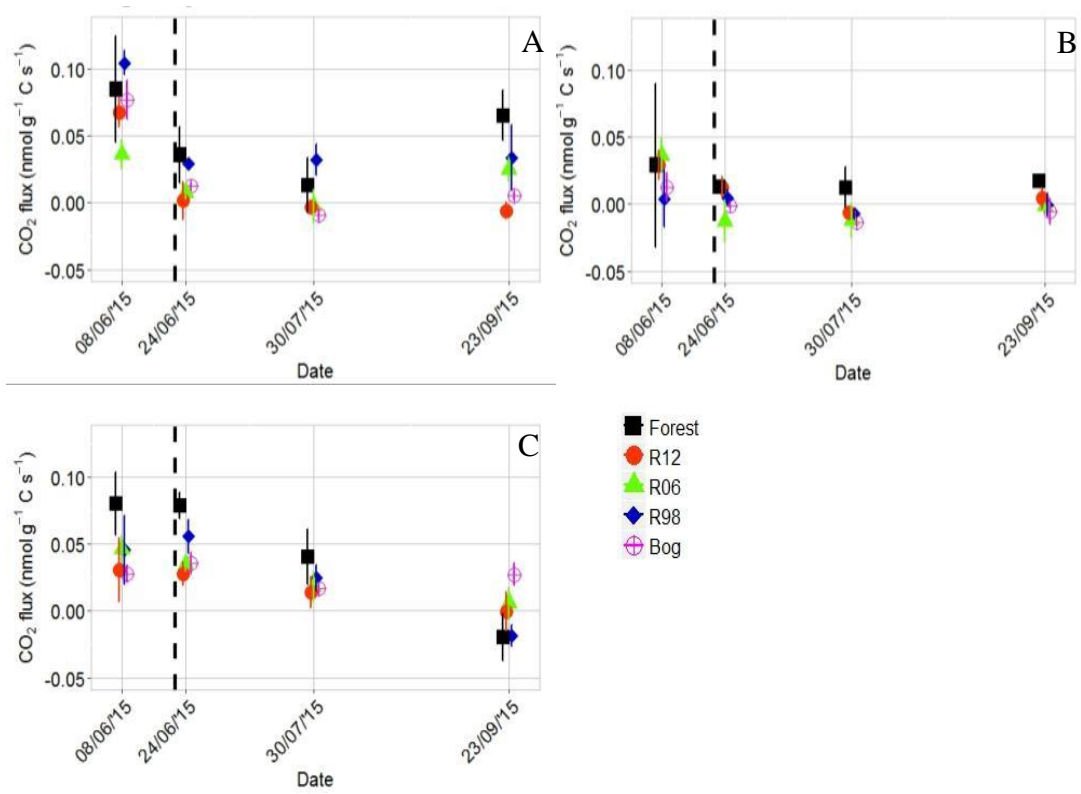 A
CO₂ flux (nmol g⁻¹ C s⁻¹)
0.10
0.05
0.00
-0.05
08/06/'15
24/06/'15
30/07/'15
23/09/'15
Date
B
CO₂ flux (nmol g⁻¹ C s⁻¹)
0.10
0.05
0.00
-0.05
08/06/'15
24/06/'15
30/07/'15
23/09/'15
Date
C
CO₂ flux (nmol g⁻¹ C s⁻¹)
0.10
0.05
0.00
-0.05
08/06/'15
24/06/'15
30/07/'15
23/09/'15
Date
Forest
R12
R06
R98
Bog